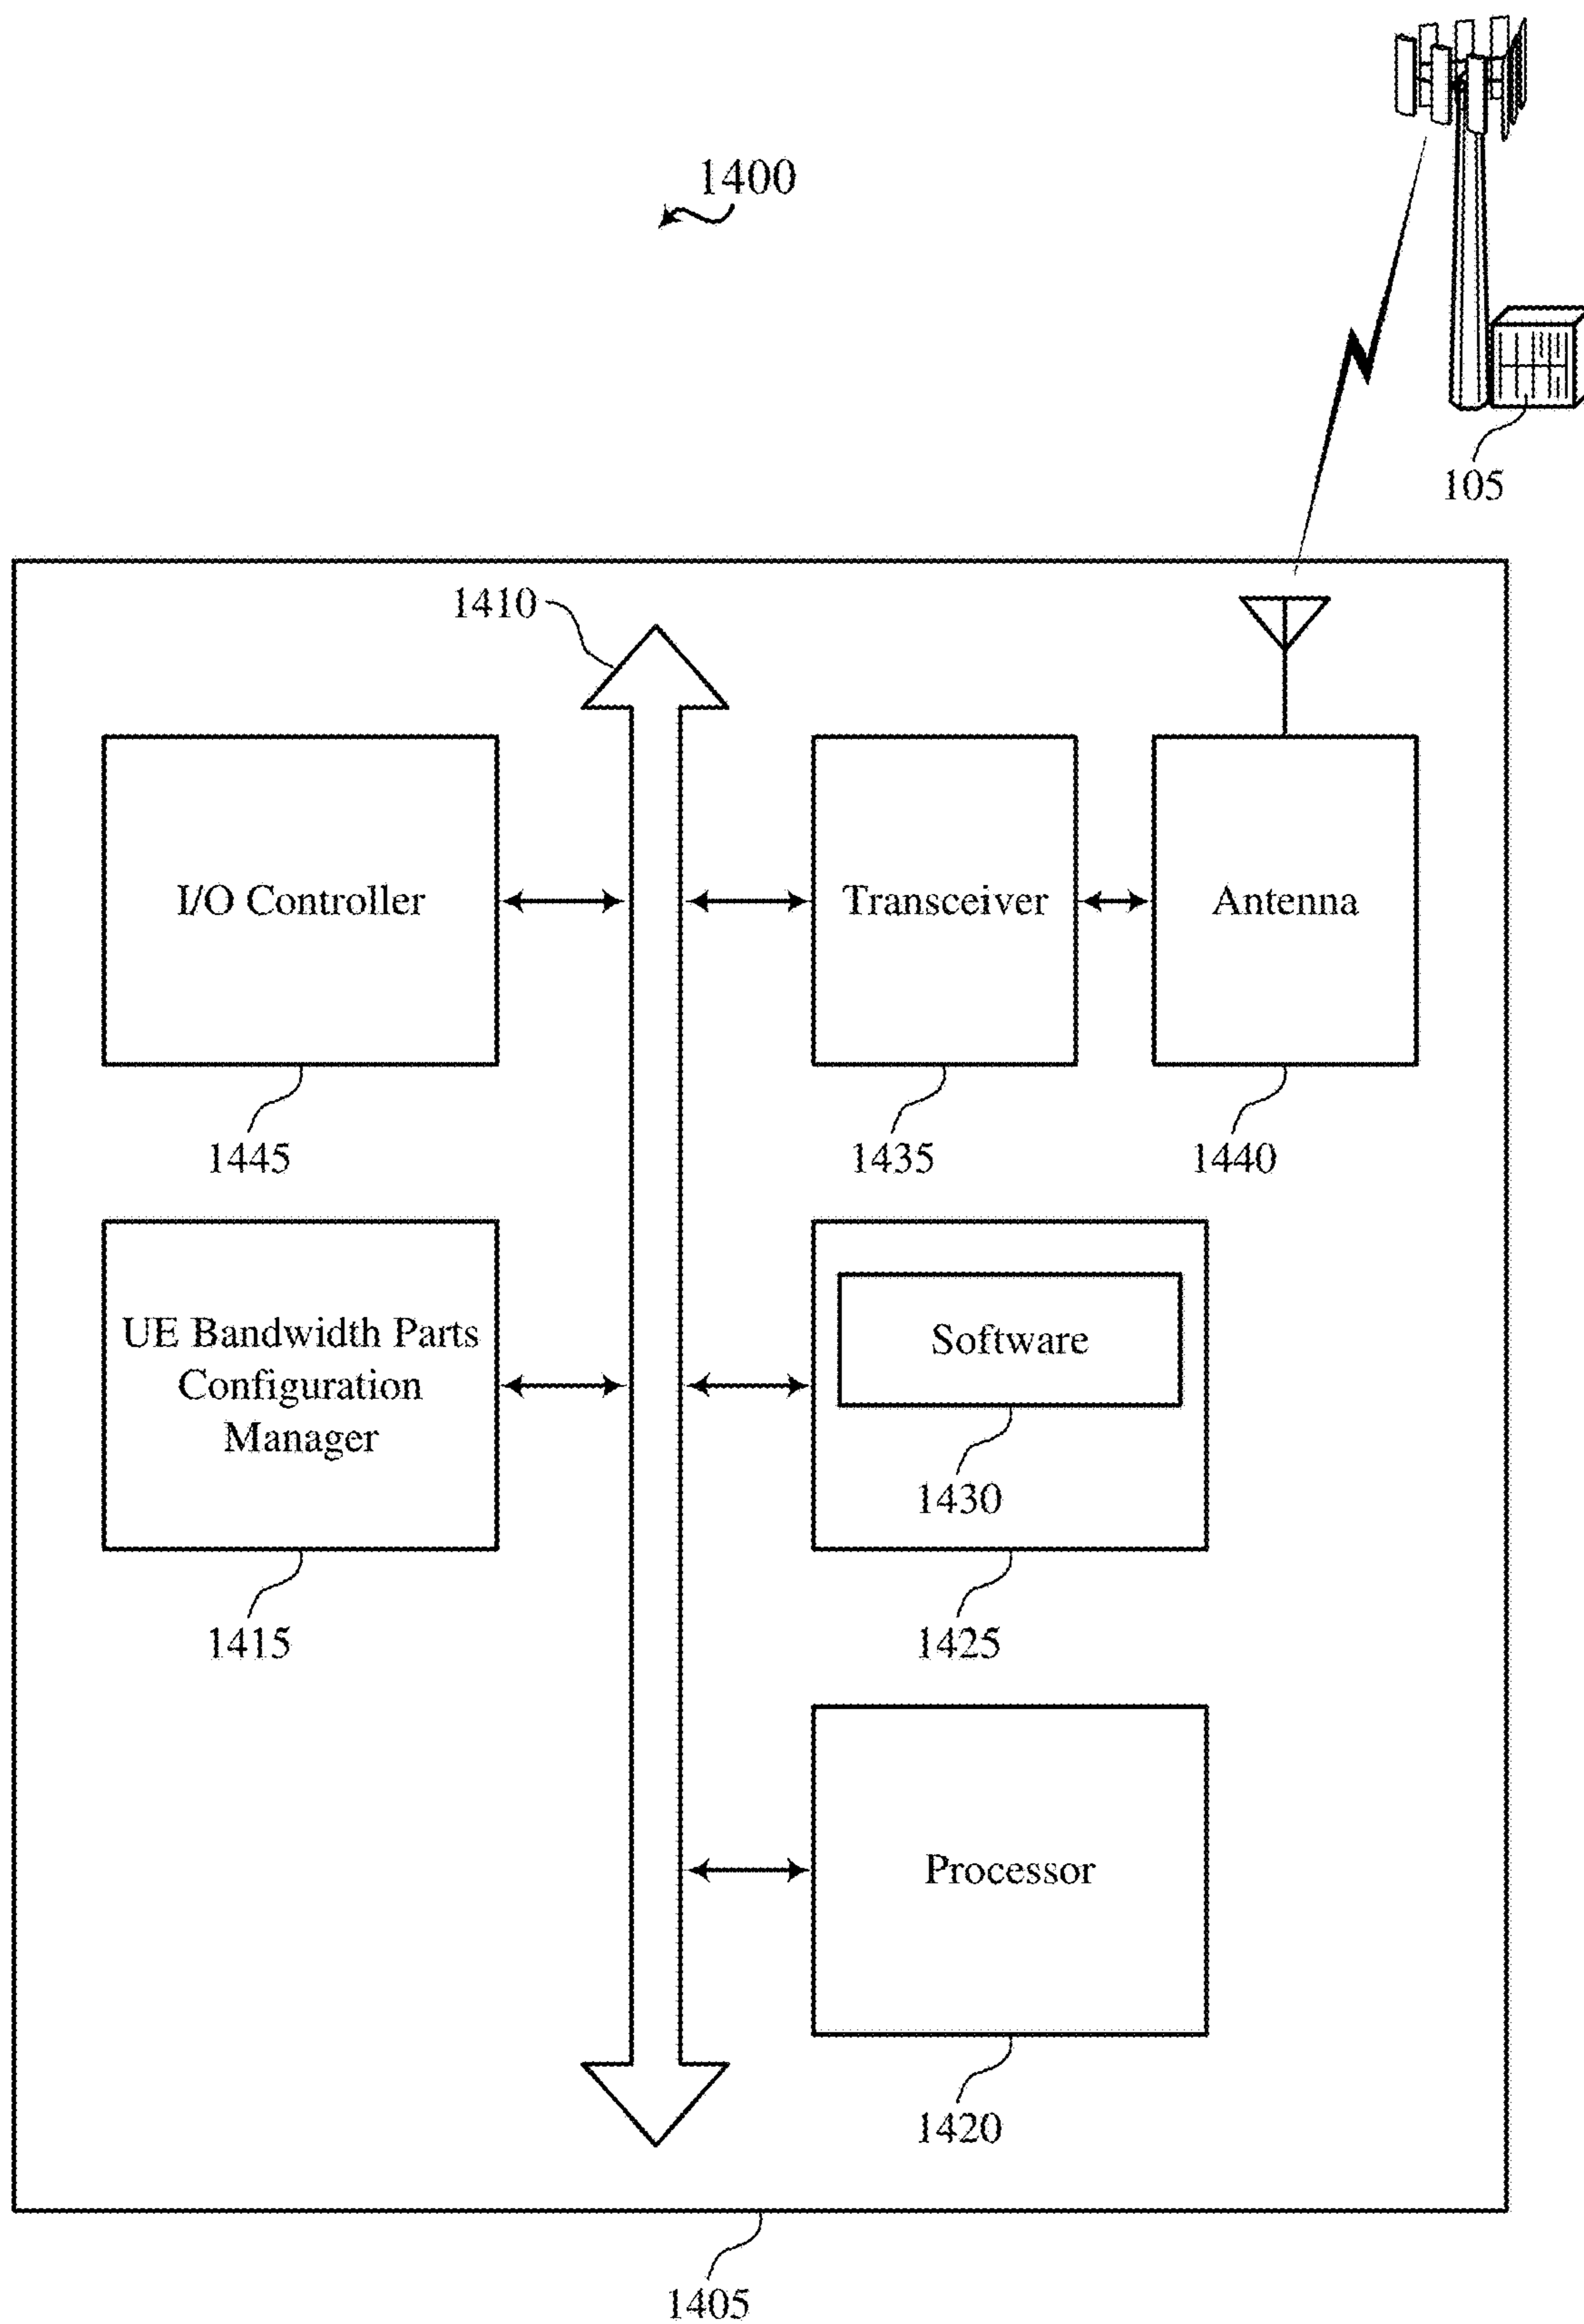 1400
105
1410
I/O Controller
Transceiver
Antenna
1445
1435
1440
UE Bandwidth Parts
Configuration
Manager
Software
1430
1415
1425
Processor
1420
1405